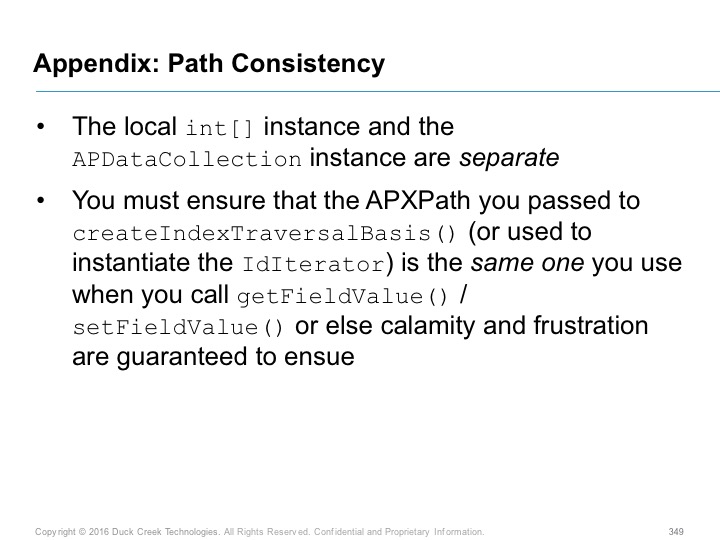 Appendix: Path Consistency
• The local int[] instance and the
APDataCollection instance are separate
• You must ensure that the APXPath you passed to
createIndexTraversalBasis() (or used to
instantiate the IdIterator) is the same one you use
when you call getFieldValue() /
setFieldValue() or else calamity and frustration
are guaranteed to ensue
Copyright © 2016 Duck Creek Technologies. All Rights Reserved. Confidential and Proprietary Information. 349